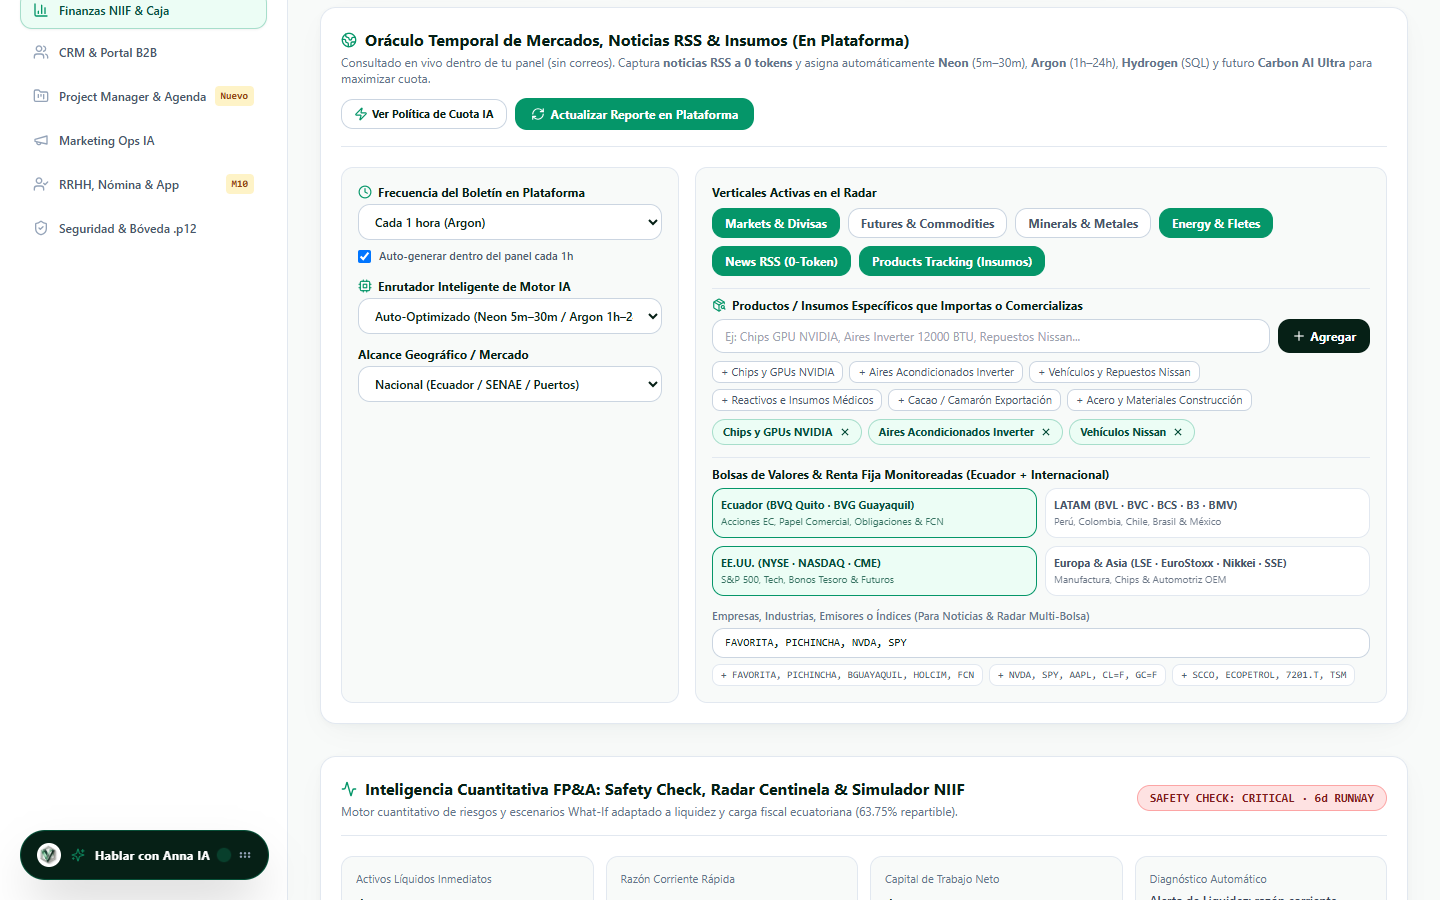 Finanzas NIIF & Caja
CRM & Portal B2B
Project Manager & Agenda Nuevo
Marketing Ops IA
RRHH, Nómina & App M10
Seguridad & Bóveda .p12
Hablar con Anna IA
Oráculo Temporal de Mercados, Noticias RSS & Insumos (En Plataforma)
Consultado en vivo dentro de tu panel (sin correos). Captura noticias RSS a 0 tokens y asigna automáticamente Neon (5m–30m), Argon (1h–24h), Hydrogen (SQL) y futuro Carbon AI Ultra para
maximizar cuota.
Ver Política de Cuota IA
Actualizar Reporte en Plataforma
Frecuencia del Boletín en Plataforma
Cada 1 hora (Argon)
Auto-generar dentro del panel cada 1h
Enrutador Inteligente de Motor IA
Auto-Optimizado (Neon 5m–30m / Argon 1h–2
Alcance Geográfico / Mercado
Nacional (Ecuador / SENAE / Puertos)
Verticales Activas en el Radar
Markets & Divisas
Futures & Commodities
Minerals & Metales
Energy & Fletes
News RSS (0-Token)
Products Tracking (Insumos)
Productos / Insumos Específicos que Importas o Comercializas
Ej: Chips GPU NVIDIA, Aires Inverter 12000 BTU, Repuestos Nissan...
+ Agregar
+ Chips y GPUs NVIDIA
+ Aires Acondicionados Inverter
+ Vehículos y Repuestos Nissan
+ Reactivos e Insumos Médicos
+ Cacao / Camarón Exportación
+ Acero y Materiales Construcción
Chips y GPUs NVIDIA ✕
Aires Acondicionados Inverter ✕
Vehículos Nissan ✕
Bolsas de Valores & Renta Fija Monitoreadas (Ecuador + Internacional)
Ecuador (BVQ Quito · BVG Guayaquil)
Acciones EC, Papel Comercial, Obligaciones & FCN
LATAM (BVL · BVC · BCS · B3 · BMV)
Perú, Colombia, Chile, Brasil & México
EE.UU. (NYSE · NASDAQ · CME)
S&P 500, Tech, Bonos Tesoro & Futuros
Europa & Asia (LSE · EuroStoxx · Nikkei · SSE)
Manufactura, Chips & Automotriz OEM
Empresas, Industrias, Emisores o Índices (Para Noticias & Radar Multi-Bolsa)
FAVORITA, PICHINCHA, NVDA, SPY
+ FAVORITA, PICHINCHA, BGUAYAQUIL, HOLCIM, FCN
+ NVDA, SPY, AAPL, CL=F, GC=F
+ SCCO, ECOPETROL, 7201.T, TSM
Inteligencia Cuantitativa FP&A: Safety Check, Radar Centinela & Simulador NIIF
Motor cuantitativo de riesgos y escenarios What-If adaptado a liquidez y carga fiscal ecuatoriana (63.75% repartible).
SAFETY CHECK: CRITICAL · 6d RUNWAY
Activos Líquidos Inmediatos
Razón Corriente Rápida
Capital de Trabajo Neto
Diagnóstico Automático